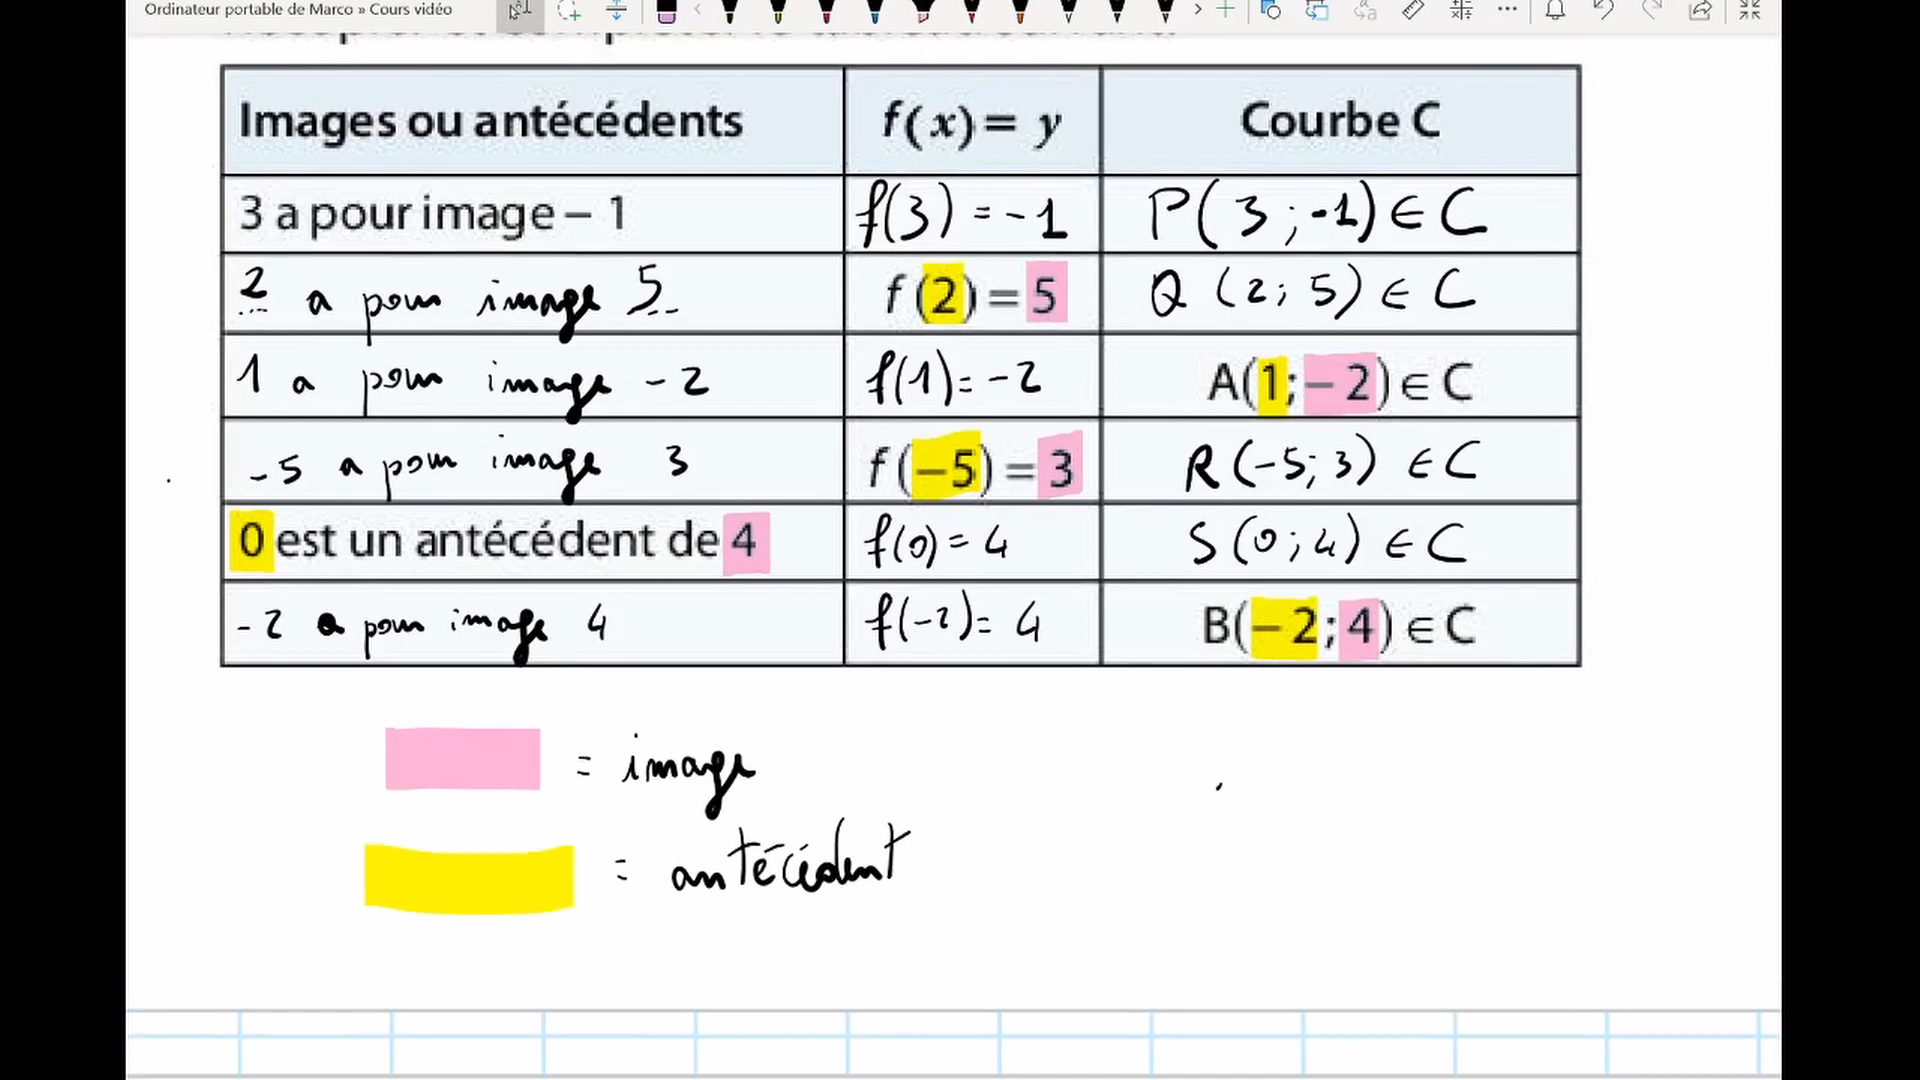 Ordinateur portable de Marco » Cours vidéo
Images ou antécédents f(x) = y Courbe C
3 a pour image – 1 f(3) = -1 P(3 ; -1) ∈ C
2 a pour image 5 f(2) = 5 Q (2; 5) ∈ C
1 a pour image -2 f(1) = -2 A(1; – 2) ∈ C
-5 a pour image 3 f(–5) = 3 R (-5; 3) ∈ C
0 est un antécédent de 4 f(0) = 4 S (0; 4) ∈ C
-2 a pour image 4 f(-2) = 4 B(– 2; 4) ∈ C
= image
= antécédent